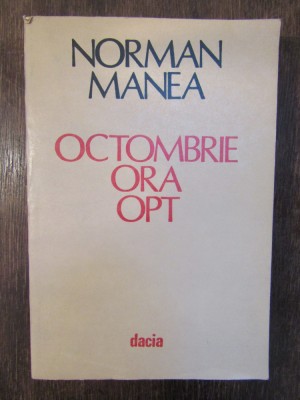 NORMAN
MANEA
OCTOMBRIE
ORA
OPT
dacia